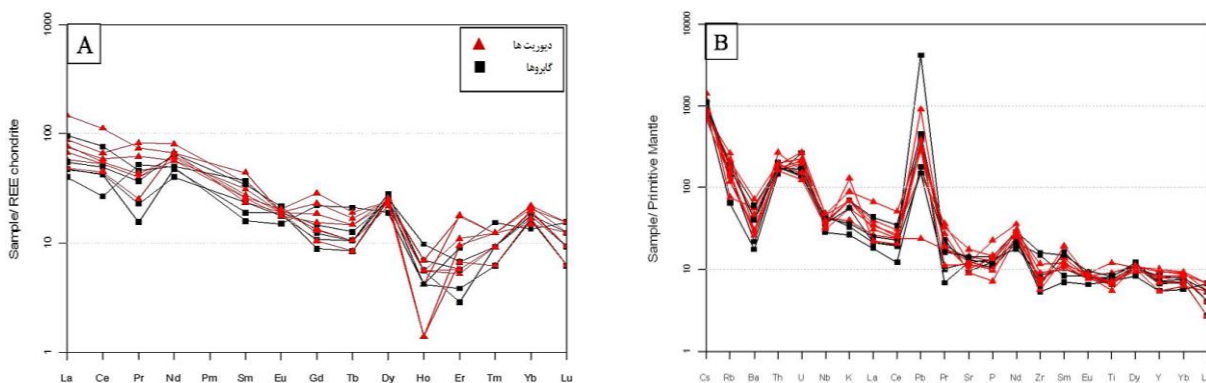 A
دیوریت ها
گابروها
Sample/ REE chondrite
1000
100
10
1
La Ce Pr Nd Pm Sm Eu Gd Tb Dy Ho Er Tm Yb Lu
B
Sample/ Primitive Mantle
10000
1000
100
10
1
Cs Rb Ba Th U Nb K La Ce Pb Pr Sr P Nd Zr Sm Eu Ti Dy Y Yb L